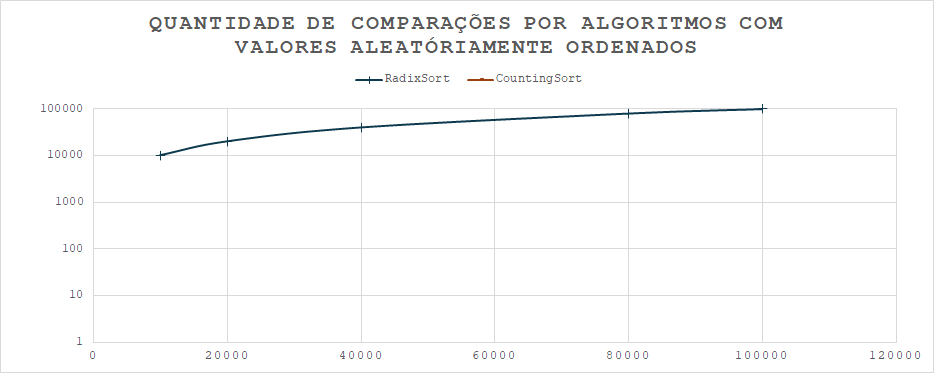 QUANTIDADE DE COMPARAÇÕES POR ALGORITMOS COM
VALORES ALEATÓRIAMENTE ORDENADOS
RadixSort CountingSort
100000
10000
1000
100
10
1
0 20000 40000 60000 80000 100000 120000